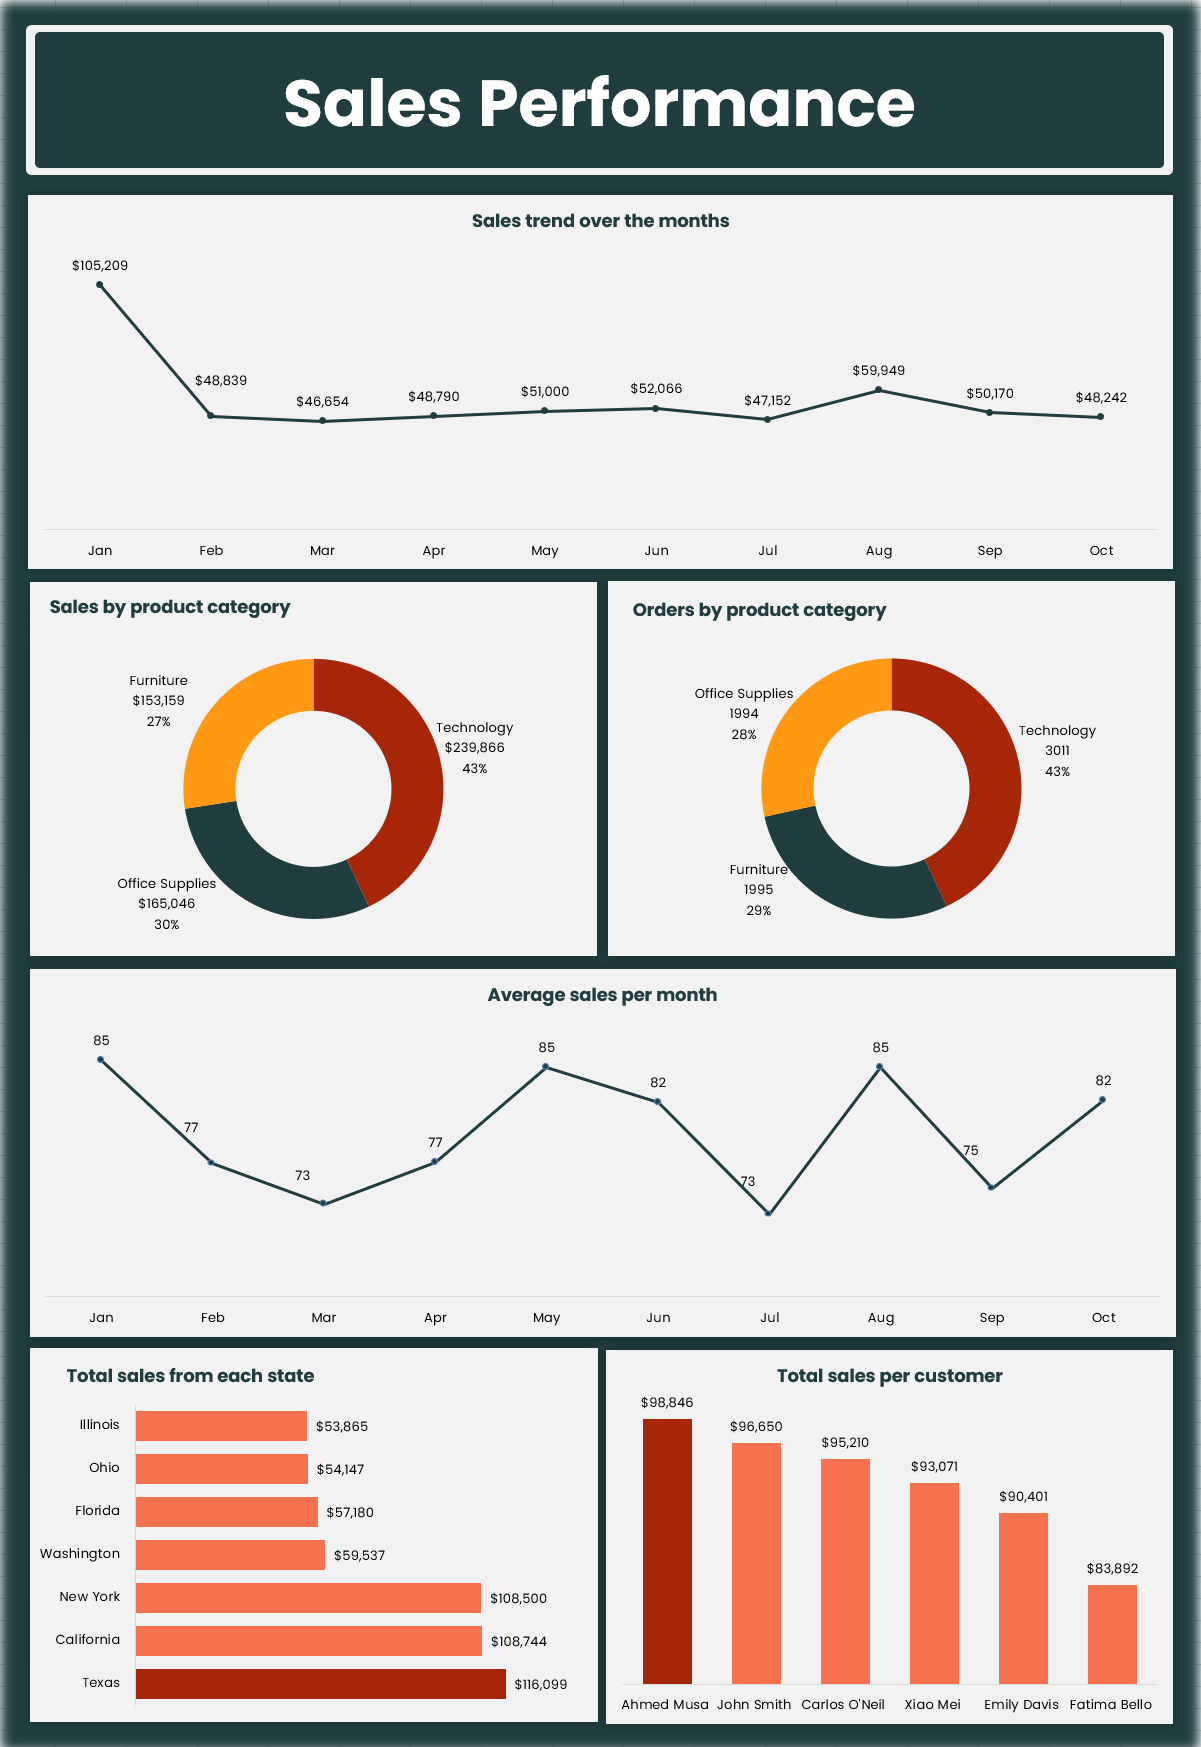 Sales Performance
Sales trend over the months
$105,209
$48,839
$46,654
$48,790
$51,000
$52,066
$47,152
$59,949
$50,170
$48,242
Jan Feb Mar Apr May Jun Jul Aug Sep Oct
Sales by product category
Furniture
$153,159
27%
Technology
$239,866
43%
Office Supplies
$165,046
30%
Orders by product category
Office Supplies
1994
28%
Technology
3011
43%
Furniture
1995
29%
Average sales per month
85
77
73
77
85
82
73
85
75
82
Jan Feb Mar Apr May Jun Jul Aug Sep Oct
Total sales from each state
Illinois $53,865
Ohio $54,147
Florida $57,180
Washington $59,537
New York $108,500
California $108,744
Texas $116,099
Total sales per customer
$98,846
$96,650
$95,210
$93,071
$90,401
$83,892
Ahmed Musa John Smith Carlos O'Neil Xiao Mei Emily Davis Fatima Bello